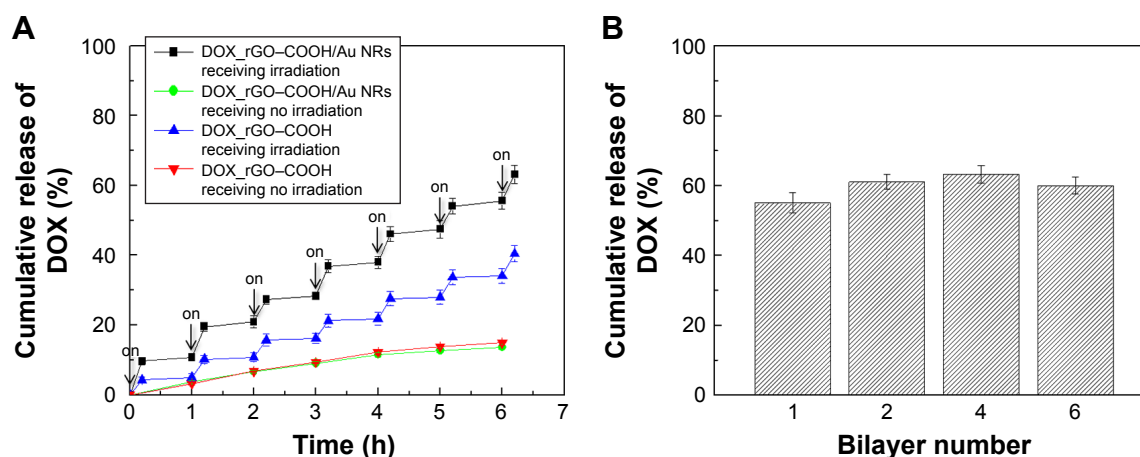 A
Cumulative release of
DOX (%)
100
80
60
40
20
0
DOX_rGO–COOH/Au NRs
receiving irradiation
DOX_rGO–COOH/Au NRs
receiving no irradiation
DOX_rGO–COOH
receiving irradiation
DOX_rGO–COOH
receiving no irradiation
on
on
on
on
on
on
on
0 1 2 3 4 5 6 7
Time (h)
B
Cumulative release of
DOX (%)
100
80
60
40
20
0
1 2 4 6
Bilayer number